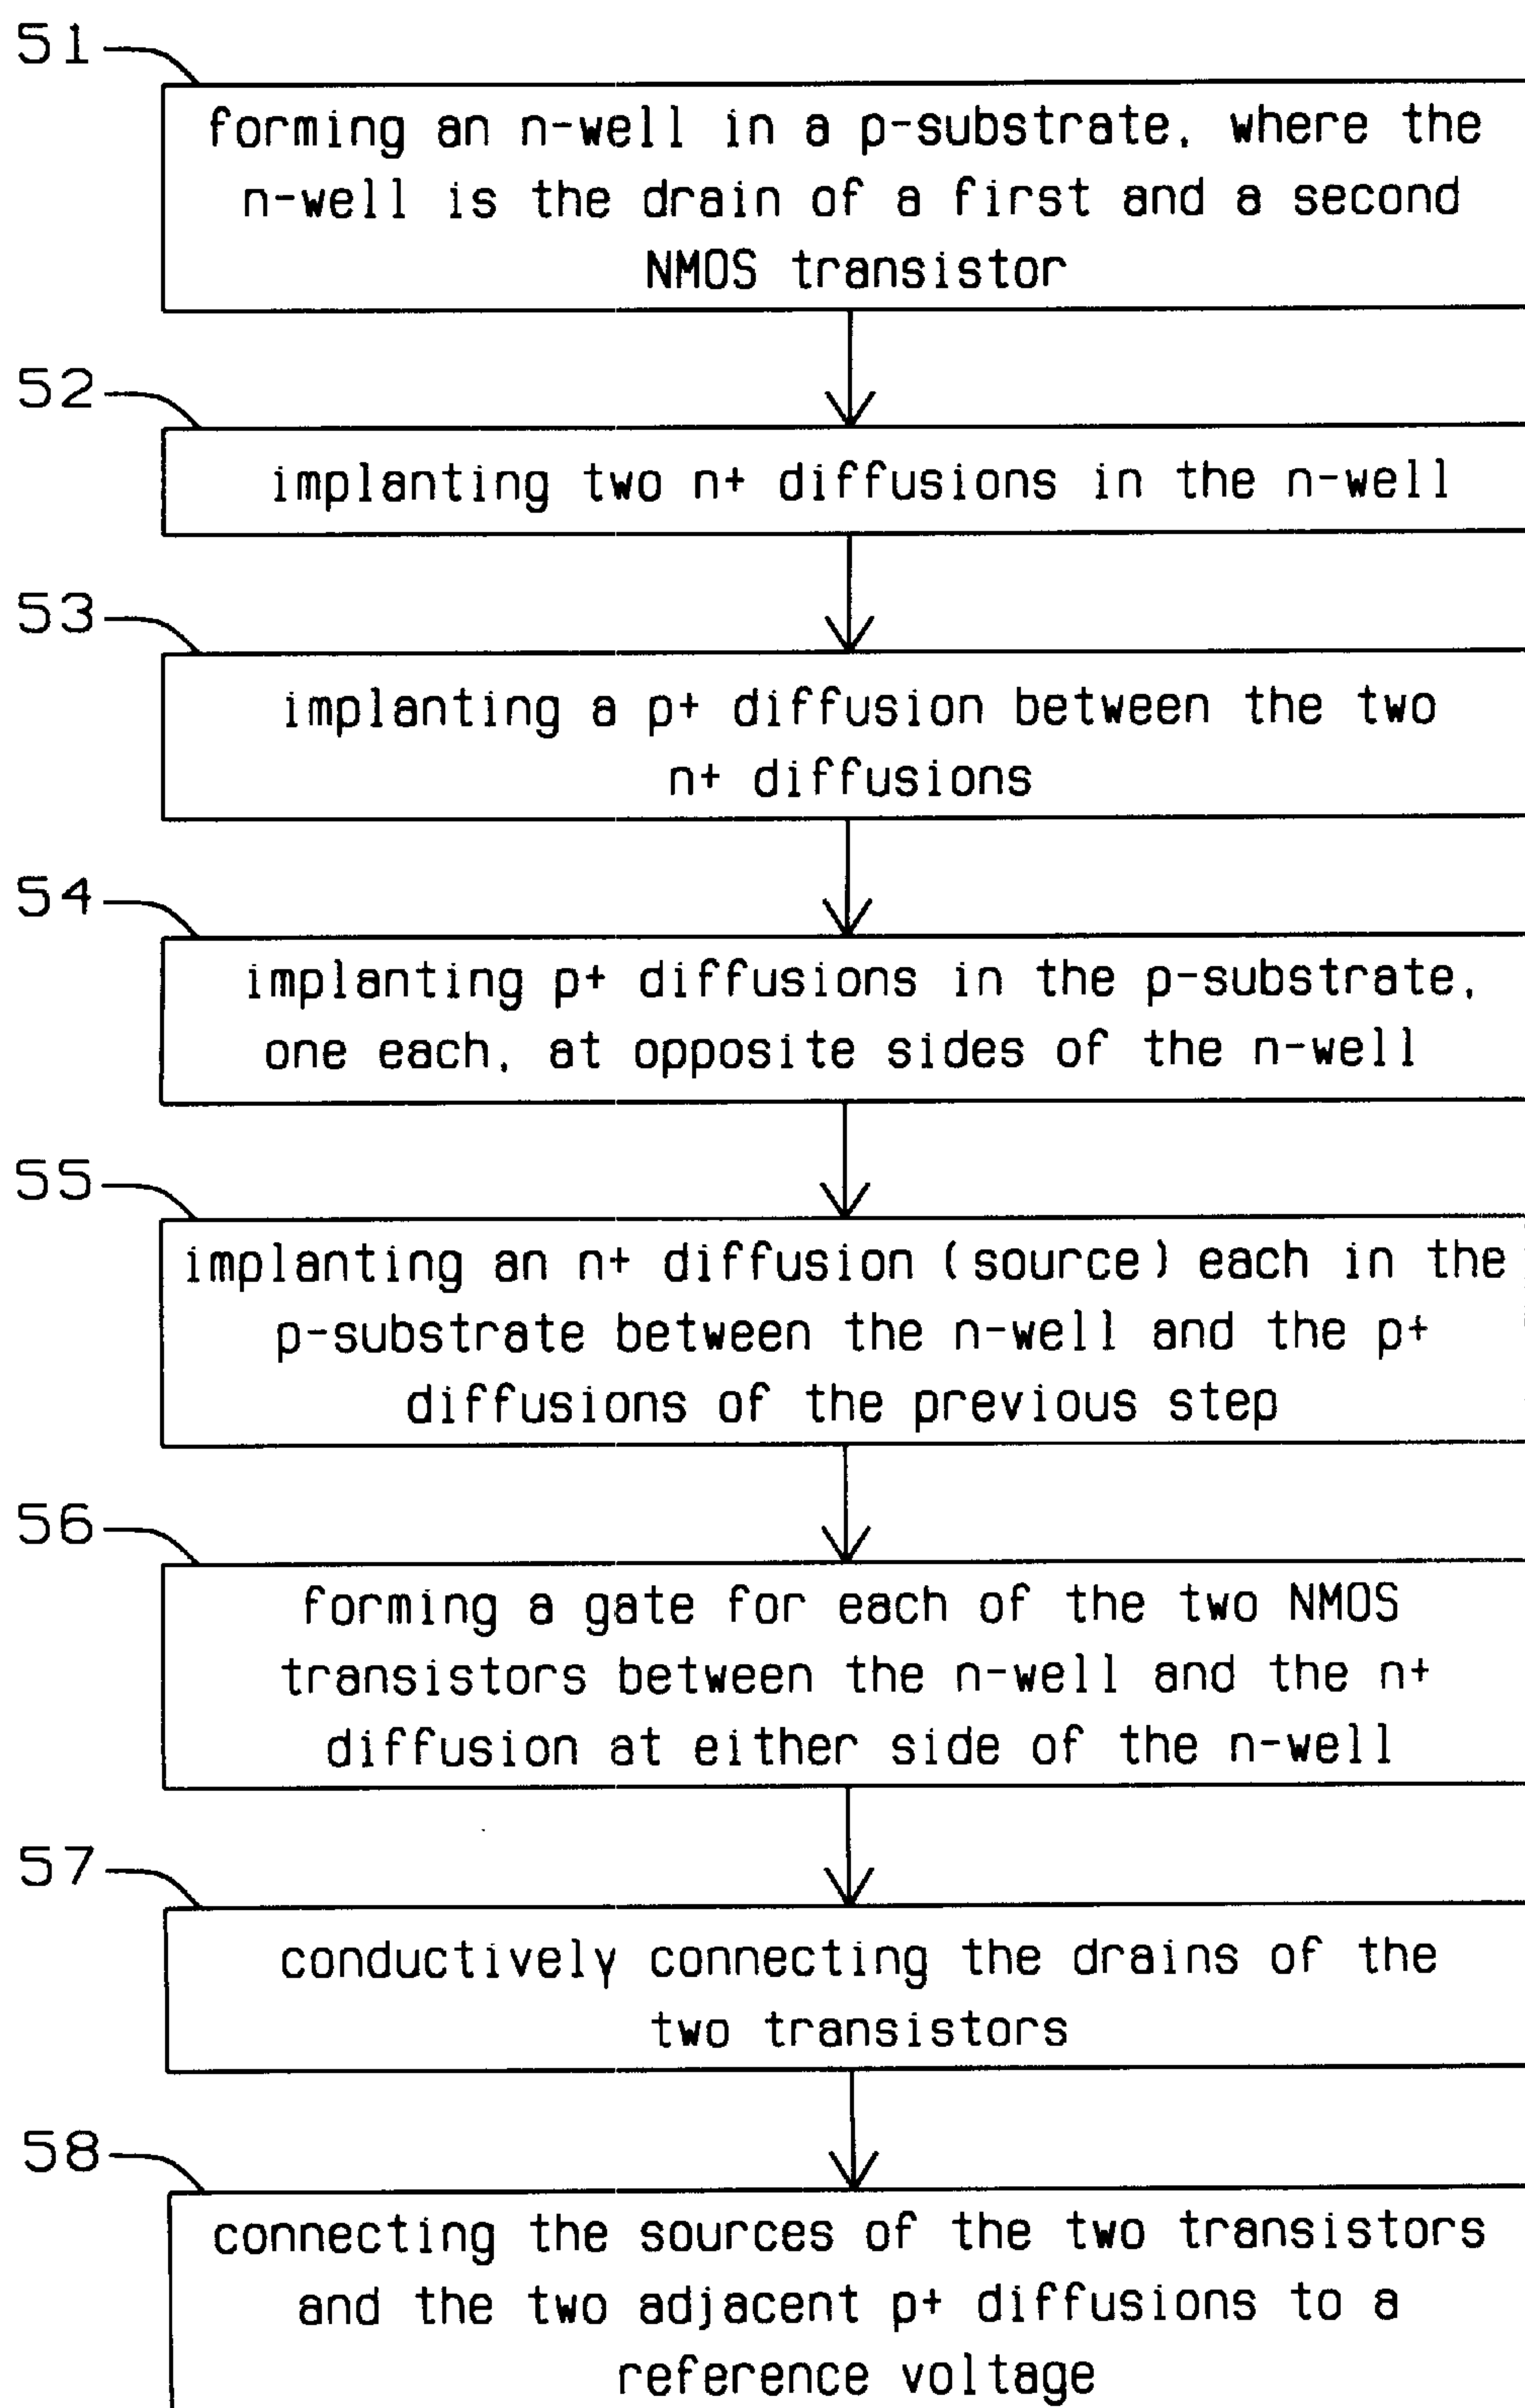 51
forming an n-well in a p-substrate, where the
n-well is the drain of a first and a second
NMOS transistor
52
implanting two n+ diffusions in the n-well
53
implanting a p+ diffusion between the two
n+ diffusions
54
implanting p+ diffusions in the p-substrate,
one each, at opposite sides of the n-well
55
implanting an n+ diffusion (source) each in the
p-substrate between the n-well and the p+
diffusions of the previous step
56
forming a gate for each of the two NMOS
transistors between the n-well and the n+
diffusion at either side of the n-well
57
conductively connecting the drains of the
two transistors
58
connecting the sources of the two transistors
and the two adjacent p+ diffusions to a
reference voltage